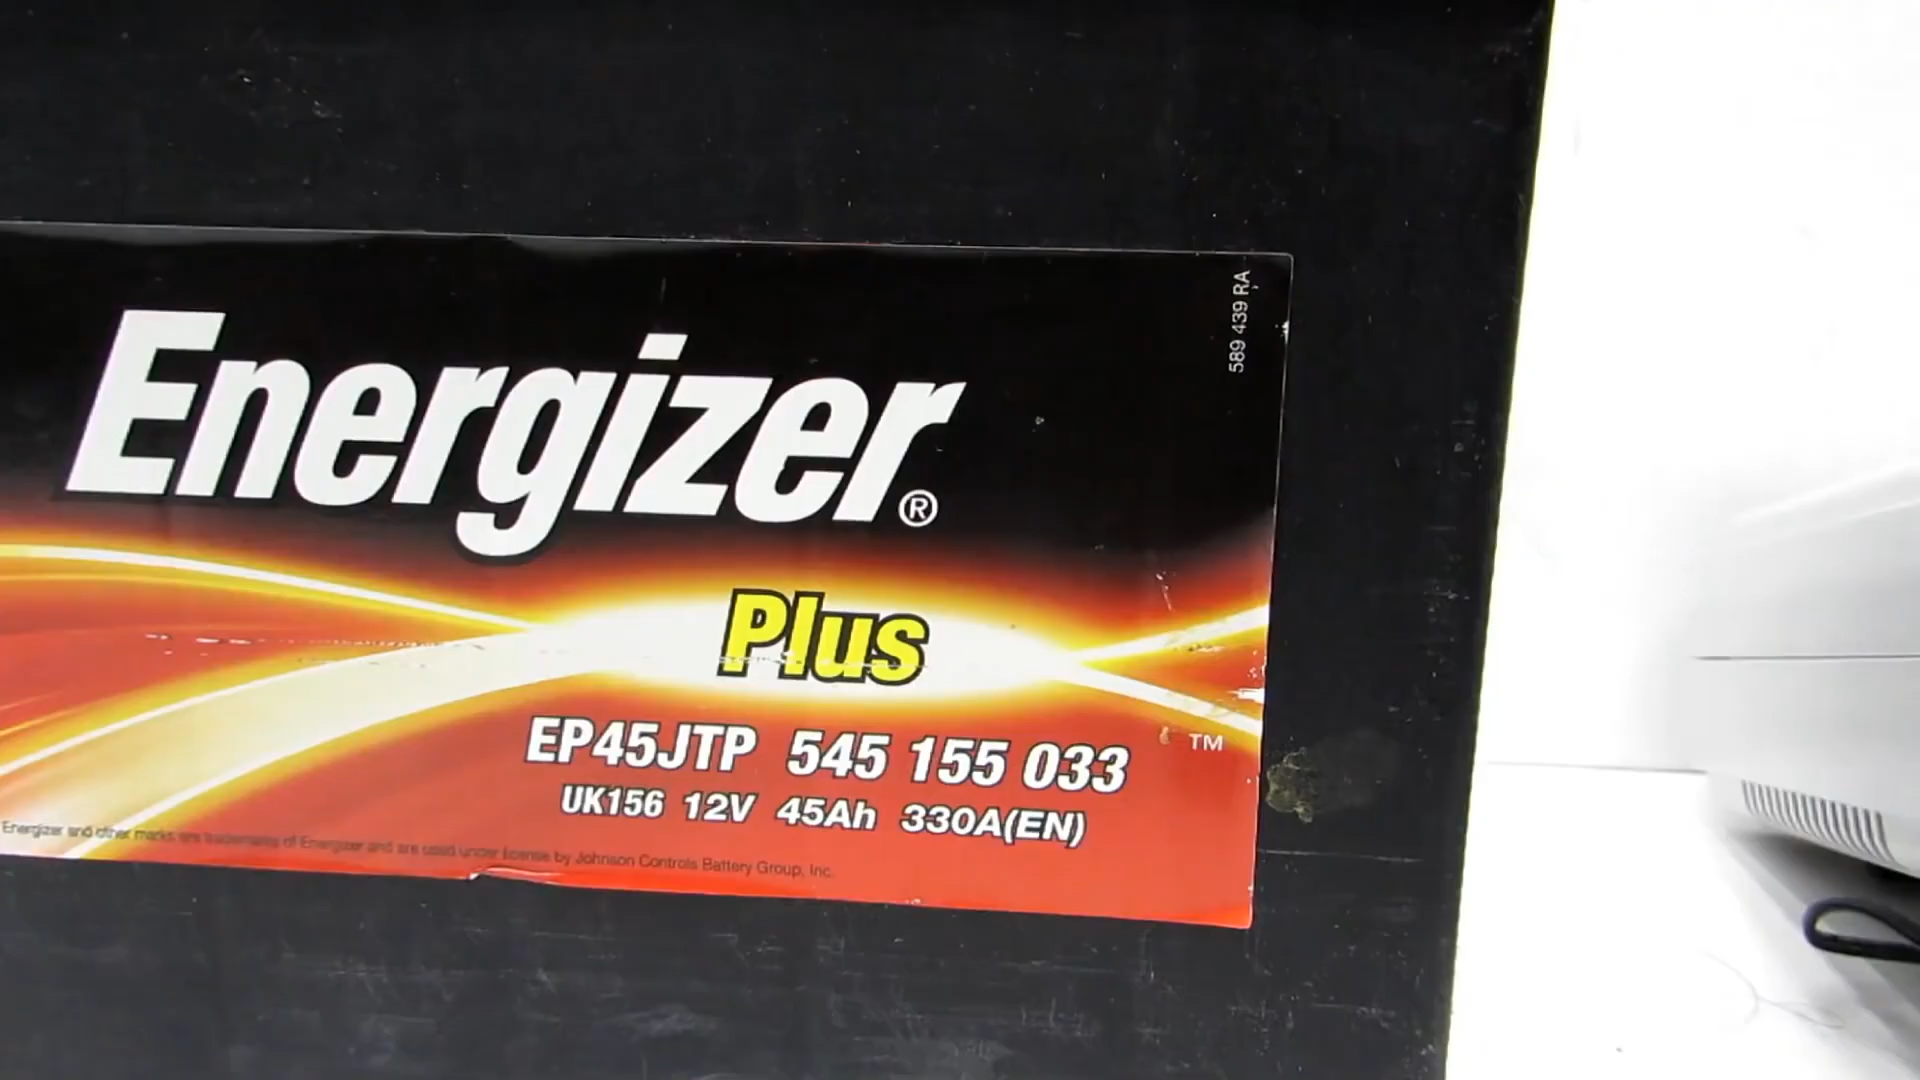 589 439 RA
Energizer®
Plus
EP45JTP 545 155 033 ™
UK156 12V 45Ah 330A(EN)
Energizer and other marks are trademarks of Energizer and are used under license by Johnson Controls Battery Group, Inc.